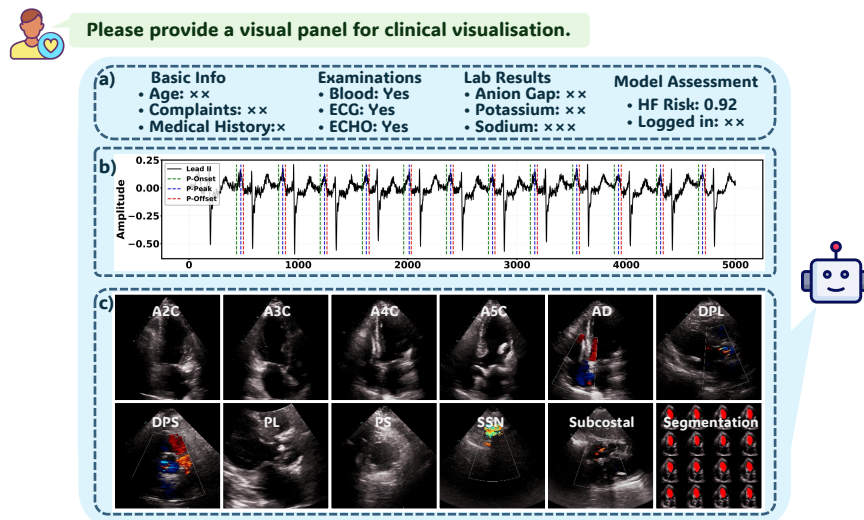 Please provide a visual panel for clinical visualisation.
a)
Basic Info
• Age: ××
• Complaints: ××
• Medical History:×
Examinations
• Blood: Yes
• ECG: Yes
• ECHO: Yes
Lab Results
• Anion Gap: ××
• Potassium: ××
• Sodium: ×××
Model Assessment
• HF Risk: 0.92
• Logged in: ××
b)
Amplitude
0.25
0.00
−0.25
−0.50
Lead II
P-Onset
P-Peak
P-Offset
0 1000 2000 3000 4000 5000
c)
A2C A3C A4C A5C AD DPL
DPS PL PS SSN Subcostal Segmentation